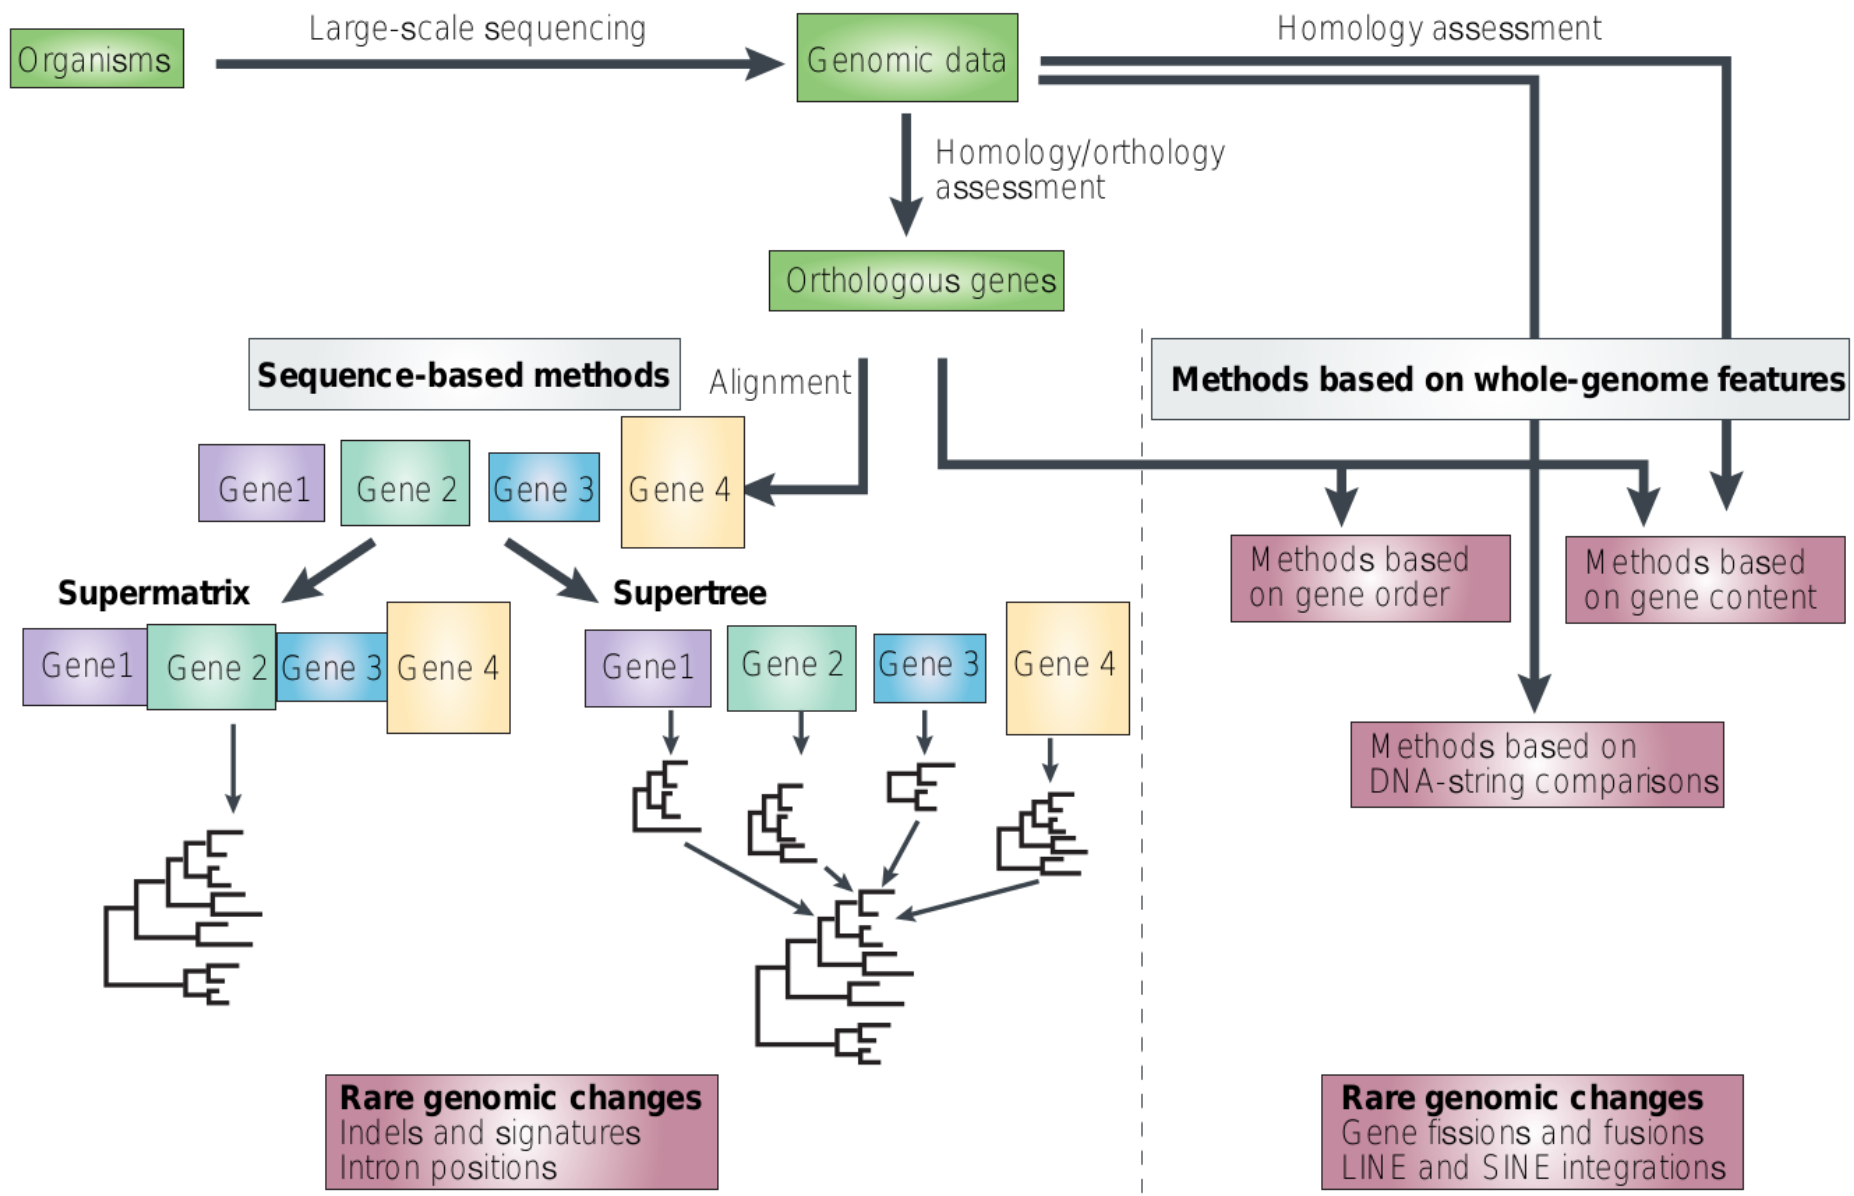 Large-scale sequencing
Homology assessment
Organisms
Genomic data
Homology/orthology
assessment
Orthologous genes
Sequence-based methods
Alignment
Methods based on whole-genome features
Gene1
Gene 2
Gene 3
Gene 4
Supermatrix
Supertree
Gene1
Gene 2
Gene 3
Gene 4
Gene1
Gene 2
Gene 3
Gene 4
Methods based
on gene order
Methods based
on gene content
Methods based on
DNA-string comparisons
Rare genomic changes
Indels and signatures
Intron positions
Rare genomic changes
Gene fissions and fusions
LINE and SINE integrations